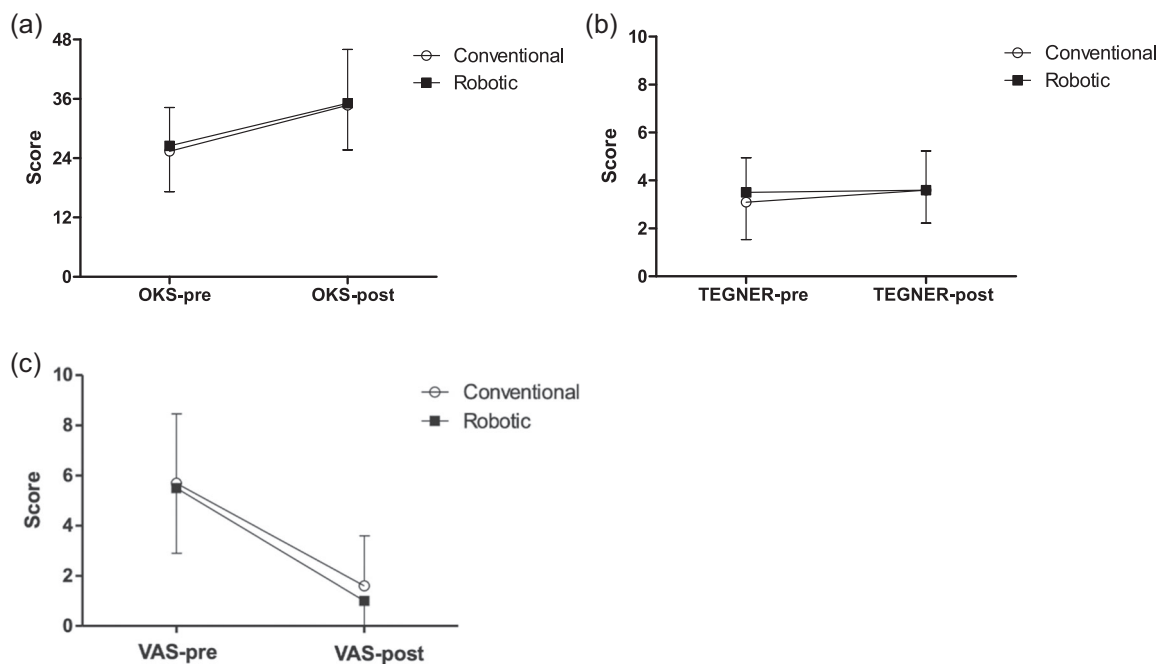 (a)
48
36
24
12
0
Score
OKS-pre
OKS-post
Conventional
Robotic
(b)
10
8
6
4
2
0
Score
TEGNER-pre
TEGNER-post
Conventional
Robotic
(c)
10
8
6
4
2
0
Score
VAS-pre
VAS-post
Conventional
Robotic